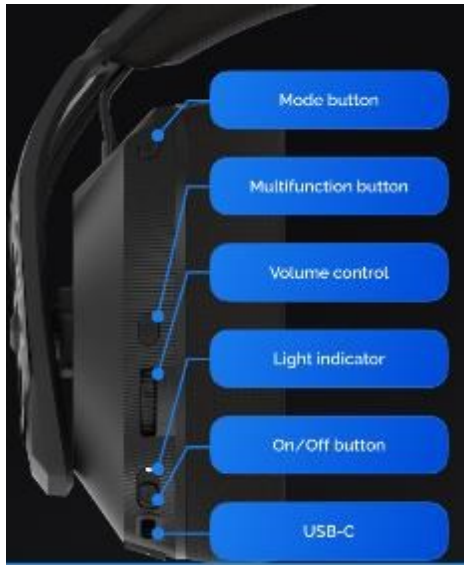 Mode button
Multifunction button
Volume control
Light indicator
On/Off button
USB-C